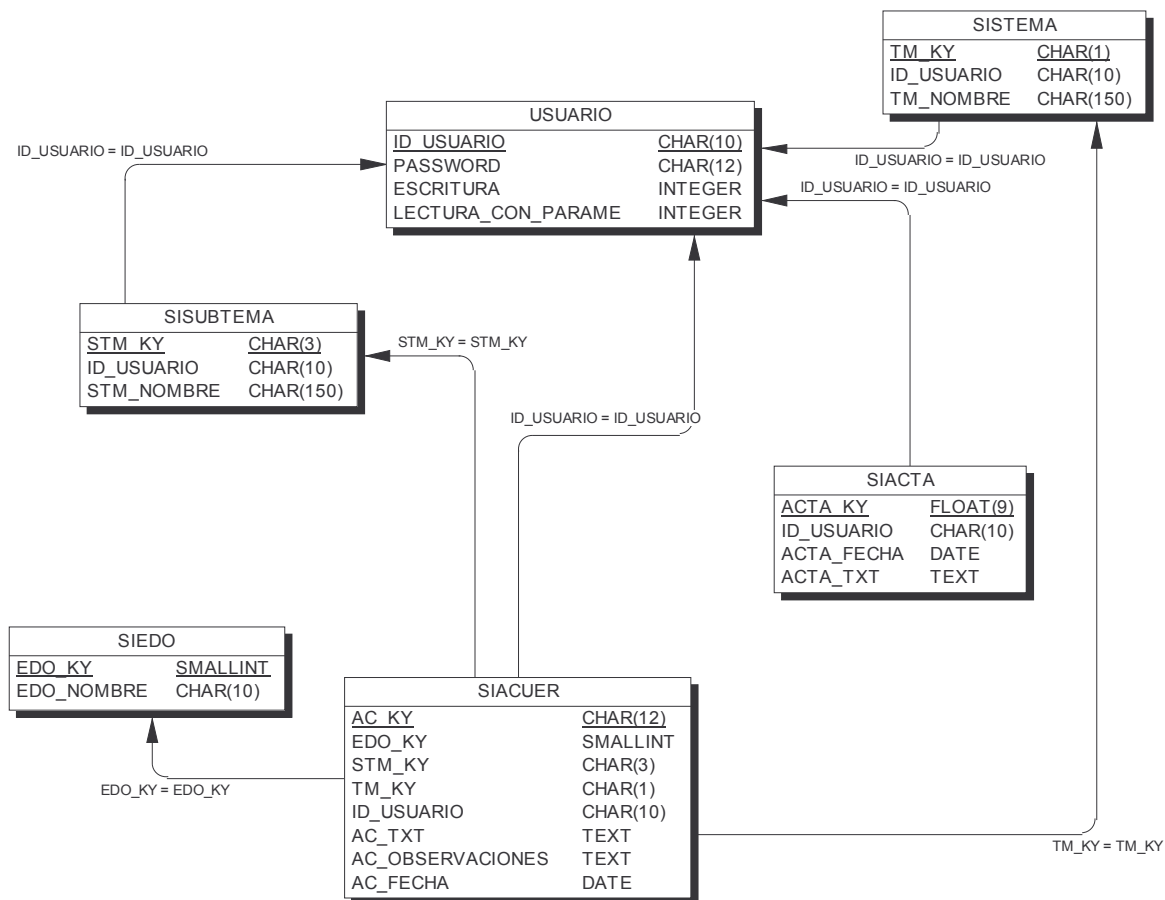 SISTEMA
TM_KY CHAR(1)
ID_USUARIO CHAR(10)
TM_NOMBRE CHAR(150)
USUARIO
ID_USUARIO CHAR(10)
PASSWORD CHAR(12)
ESCRITURA INTEGER
LECTURA_CON_PARAME INTEGER
ID_USUARIO = ID_USUARIO
ID_USUARIO = ID_USUARIO
ID_USUARIO = ID_USUARIO
SISUBTEMA
STM_KY CHAR(3)
ID_USUARIO CHAR(10)
STM_NOMBRE CHAR(150)
STM_KY = STM_KY
ID_USUARIO = ID_USUARIO
SIACTA
ACTA_KY FLOAT(9)
ID_USUARIO CHAR(10)
ACTA_FECHA DATE
ACTA_TXT TEXT
SIEDO
EDO_KY SMALLINT
EDO_NOMBRE CHAR(10)
EDO_KY = EDO_KY
SIACUER
AC_KY CHAR(12)
EDO_KY SMALLINT
STM_KY CHAR(3)
TM_KY CHAR(1)
ID_USUARIO CHAR(10)
AC_TXT TEXT
AC_OBSERVACIONES TEXT
AC_FECHA DATE
TM_KY = TM_KY